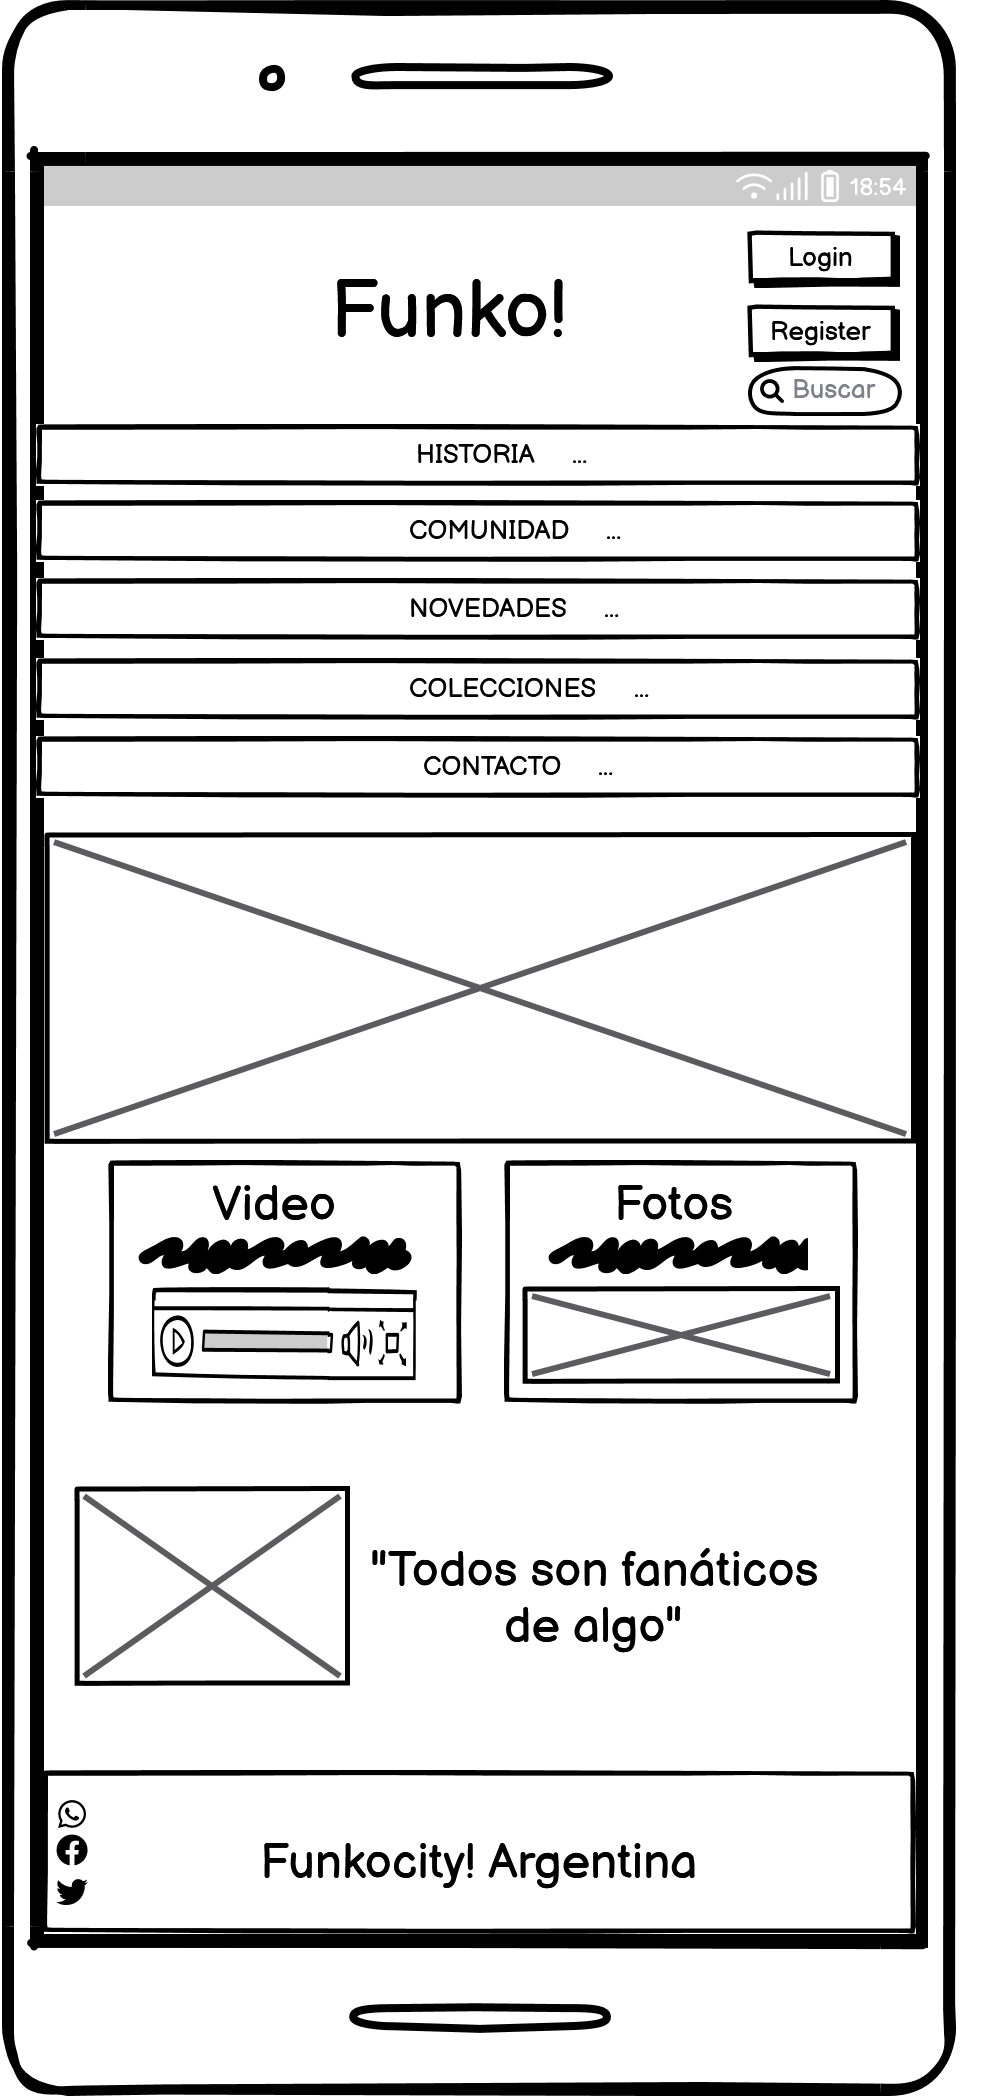 18:54
Login
Funko!
Register
Buscar
HISTORIA ...
COMUNIDAD ...
NOVEDADES ...
COLECCIONES ...
CONTACTO ...
Video Fotos
"Todos son fanáticos
de algo"
Funkocity! Argentina